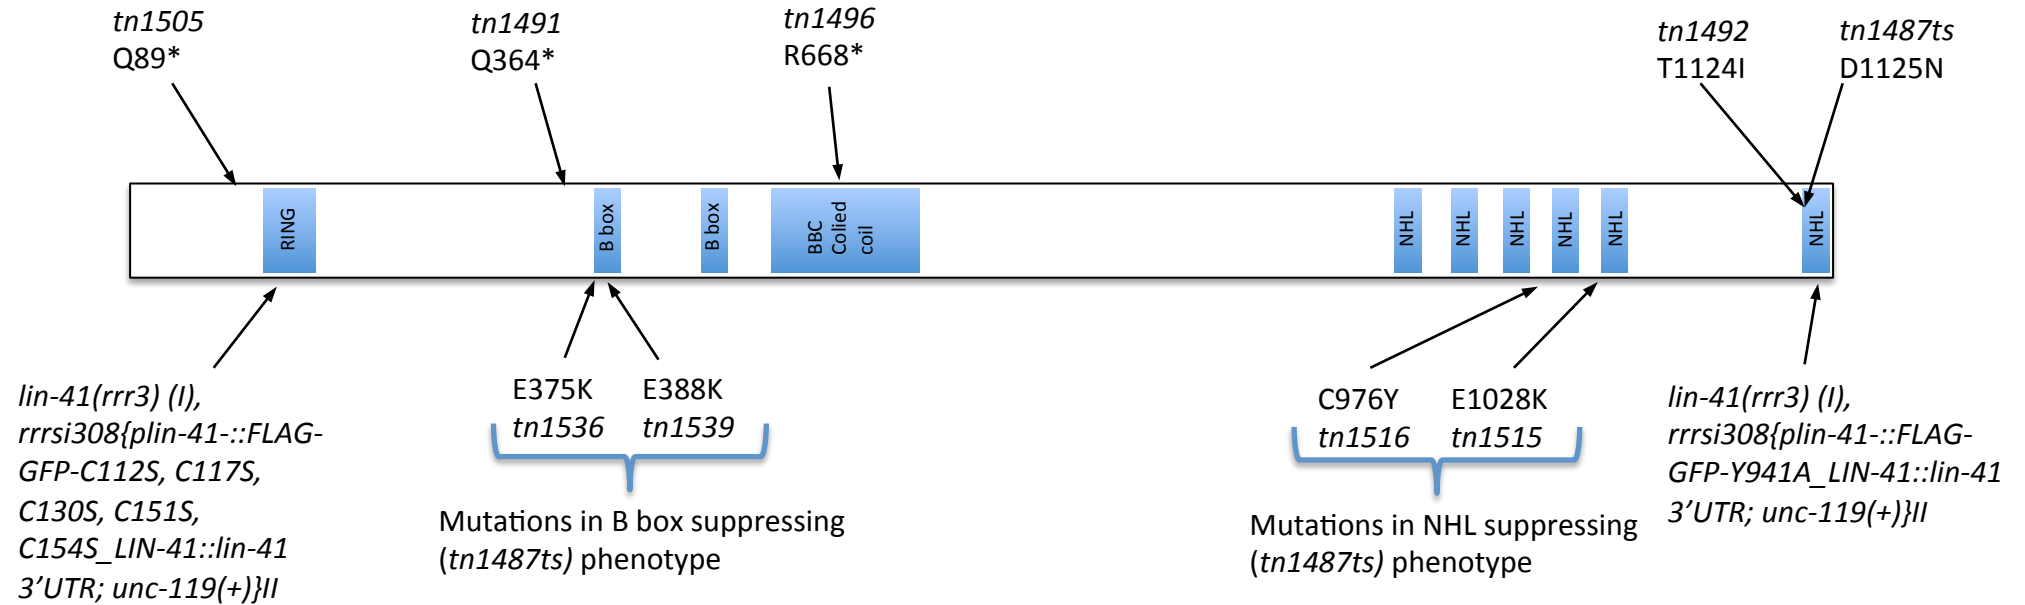 tn1505
Q89*
tn1491
Q364*
tn1496
R668*
tn1492
T1124I
tn1487ts
D1125N
RING
B box
B box
BBC
Colied
coil
NHL
NHL
NHL
NHL
NHL
NHL
lin-41(rrr3) (I),
rrrsi308{plin-41-::FLAG-
GFP-C112S, C117S,
C130S, C151S,
C154S_LIN-41::lin-41
3’UTR; unc-119(+)}II
E375K
tn1536
E388K
tn1539
Mutations in B box suppressing
(tn1487ts) phenotype
C976Y
tn1516
E1028K
tn1515
Mutations in NHL suppressing
(tn1487ts) phenotype
lin-41(rrr3) (I),
rrrsi308{plin-41-::FLAG-
GFP-Y941A_LIN-41::lin-41
3’UTR; unc-119(+)}II